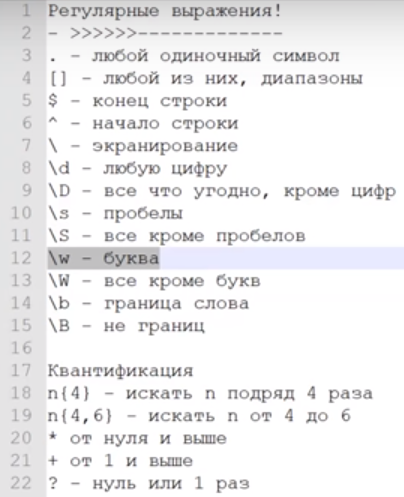 1 Регулярные выражения!
2 - >>>>>>-------------
3 . - любой одиночный символ
4 [] - любой из них, диапазоны
5 $ - конец строки
6 ^ - начало строки
7 \ - экранирование
8 \d - любую цифру
9 \D - все что угодно, кроме цифр
10 \s - пробелы
11 \S - все кроме пробелов
12 \w - буква
13 \W - все кроме букв
14 \b - граница слова
15 \B - не границ
16
17 Квантификация
18 n{4} - искать n подряд 4 раза
19 n{4,6} - искать n от 4 до 6
20 * от нуля и выше
21 + от 1 и выше
22 ? - нуль или 1 раз